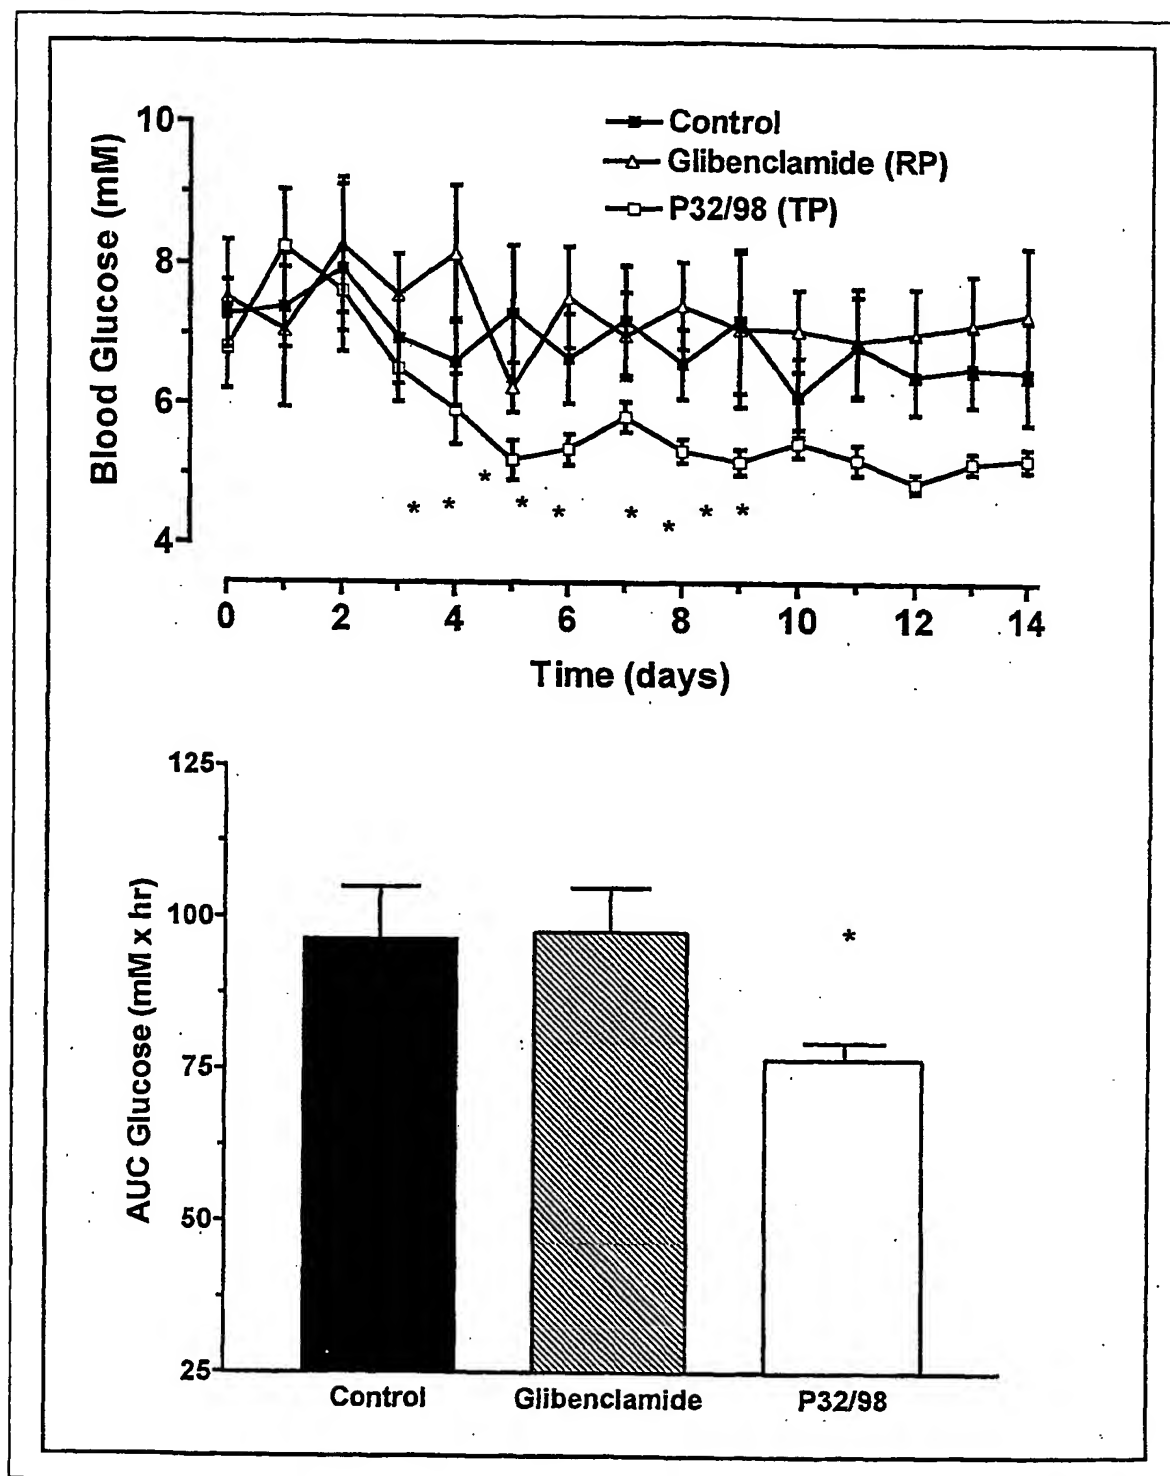 Control
Glibenclamide (RP)
P32/98 (TP)
Blood Glucose (mM)
10
8
6
4
* * * * * * * * *
0 2 4 6 8 10 12 14
Time (days)
AUC Glucose (mM x hr)
125
100
75
50
25
*
Control Glibenclamide P32/98